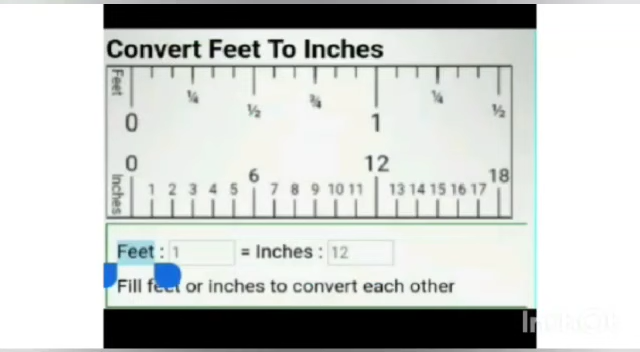 Convert Feet To Inches
Feet
¼ ½ ¾ ¼ ½
0 1
0 6 12 18
Inches
1 2 3 4 5 7 8 9 10 11 13 14 15 16 17
Feet : 1 = Inches : 12
Fill feet or inches to convert each other